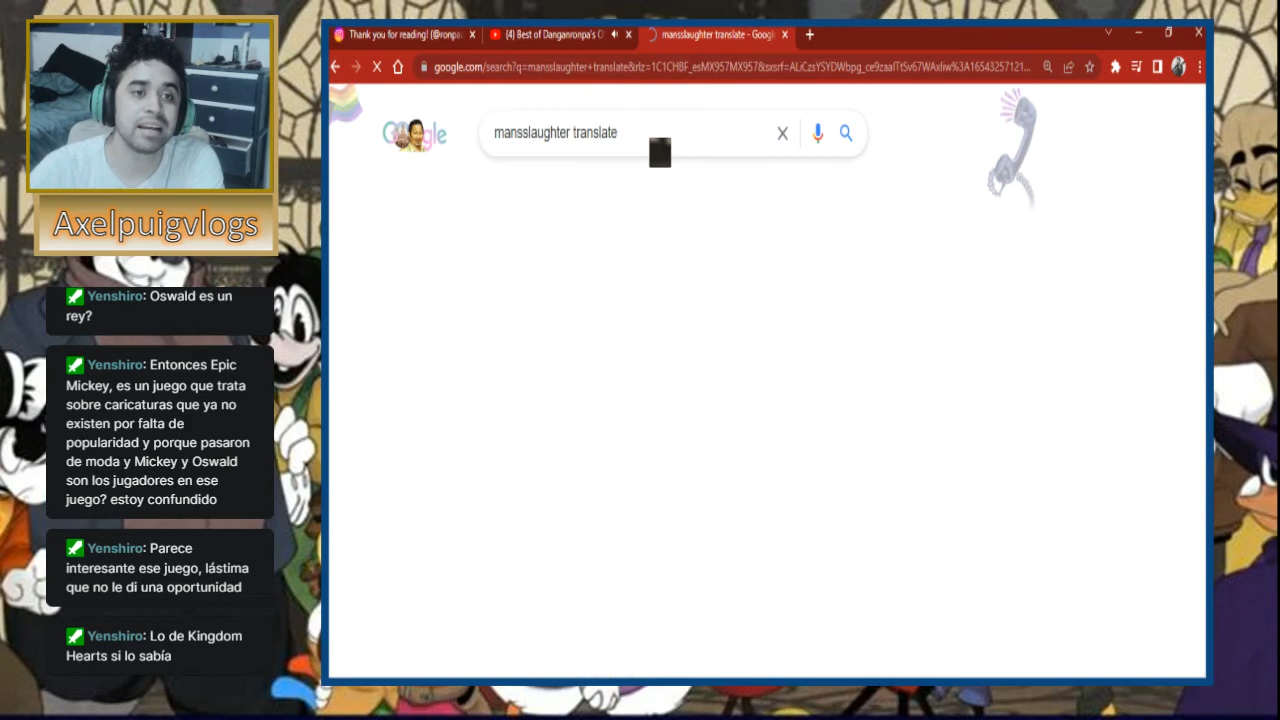 Thank you for reading! (@ronpa
(4) Best of Danganronpa's C
mansslaughter translate - Googl
google.com/search?q=mansslaughter+translate&rlz=1C1CHBF_esMX957MX957&sxsrf=
mansslaughter translate
Axelpuigvlogs
Yenshiro: Oswald es un
rey?
Yenshiro: Entonces Epic
Mickey, es un juego que trata
sobre caricaturas que ya no
existen por falta de
popularidad y porque pasaron
de moda y Mickey y Oswald
son los jugadores en ese
juego? estoy confundido
Yenshiro: Parece
interesante ese juego, lástima
que no le di una oportunidad
Yenshiro: Lo de Kingdom
Hearts si lo sabía